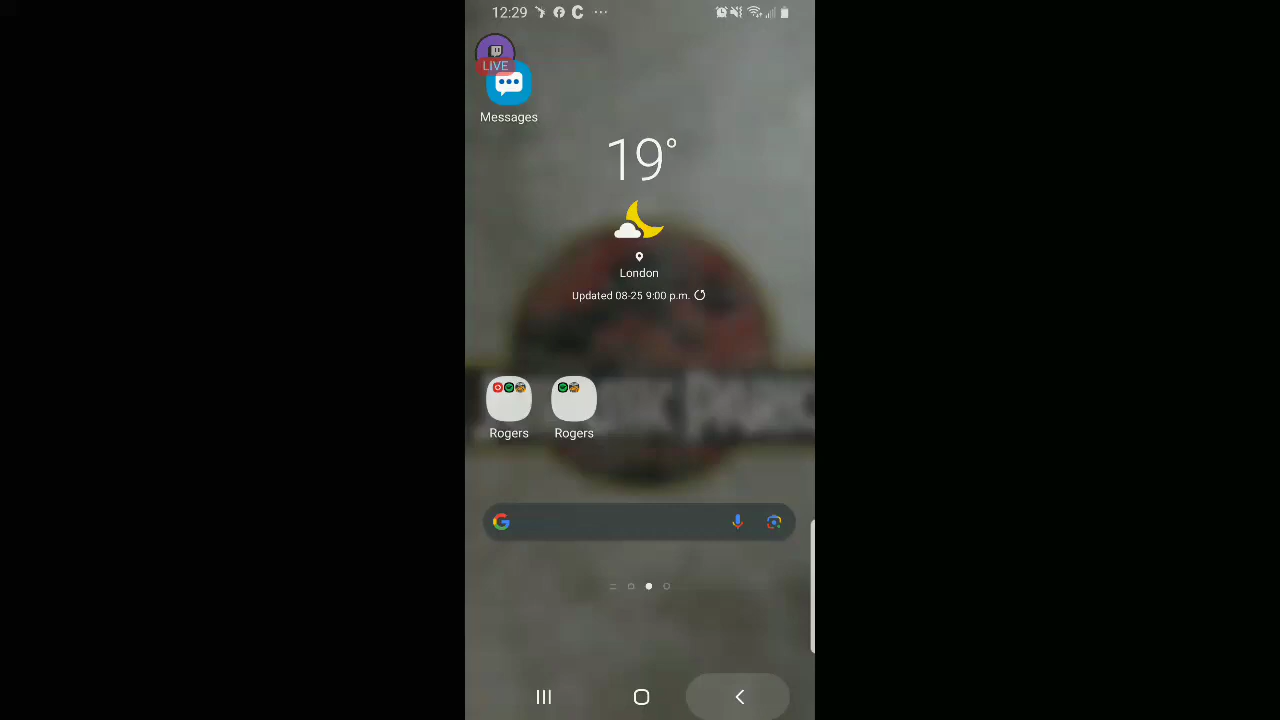 12:29
LIVE
Messages
19°
London
Updated 08-25 9:00 p.m.
Rogers
Rogers